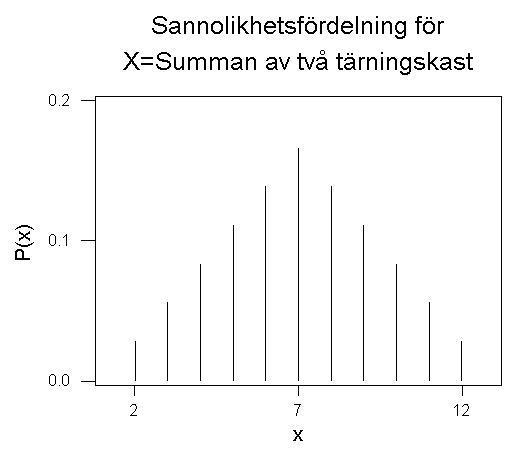 Sannolikhetsfördelning för
X=Summan av två tärningskast
0.2
0.1
0.0
P(x)
2 7 12
x